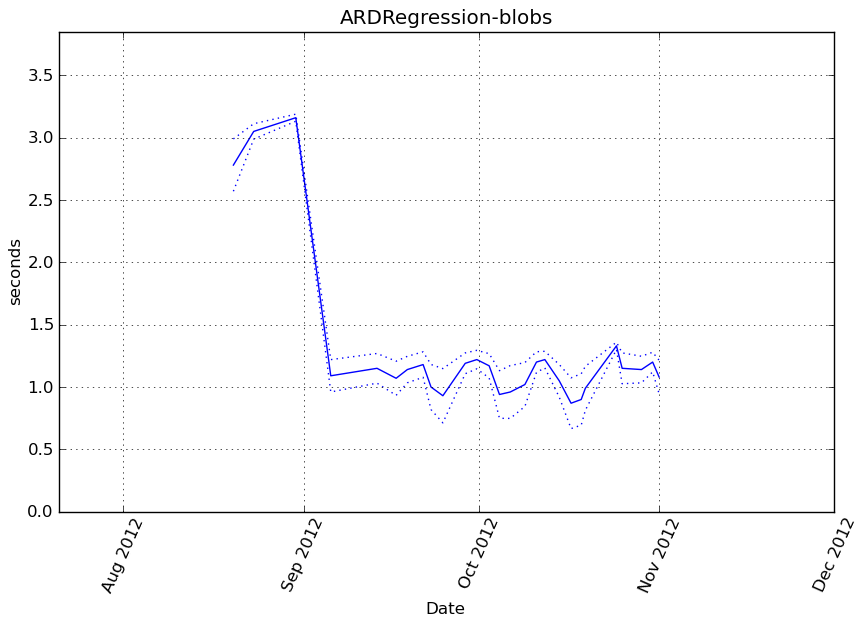 ARDRegression-blobs
3.5
3.0
2.5
2.0
1.5
1.0
0.5
0.0
seconds
Aug 2012
Sep 2012
Oct 2012
Nov 2012
Dec 2012
Date